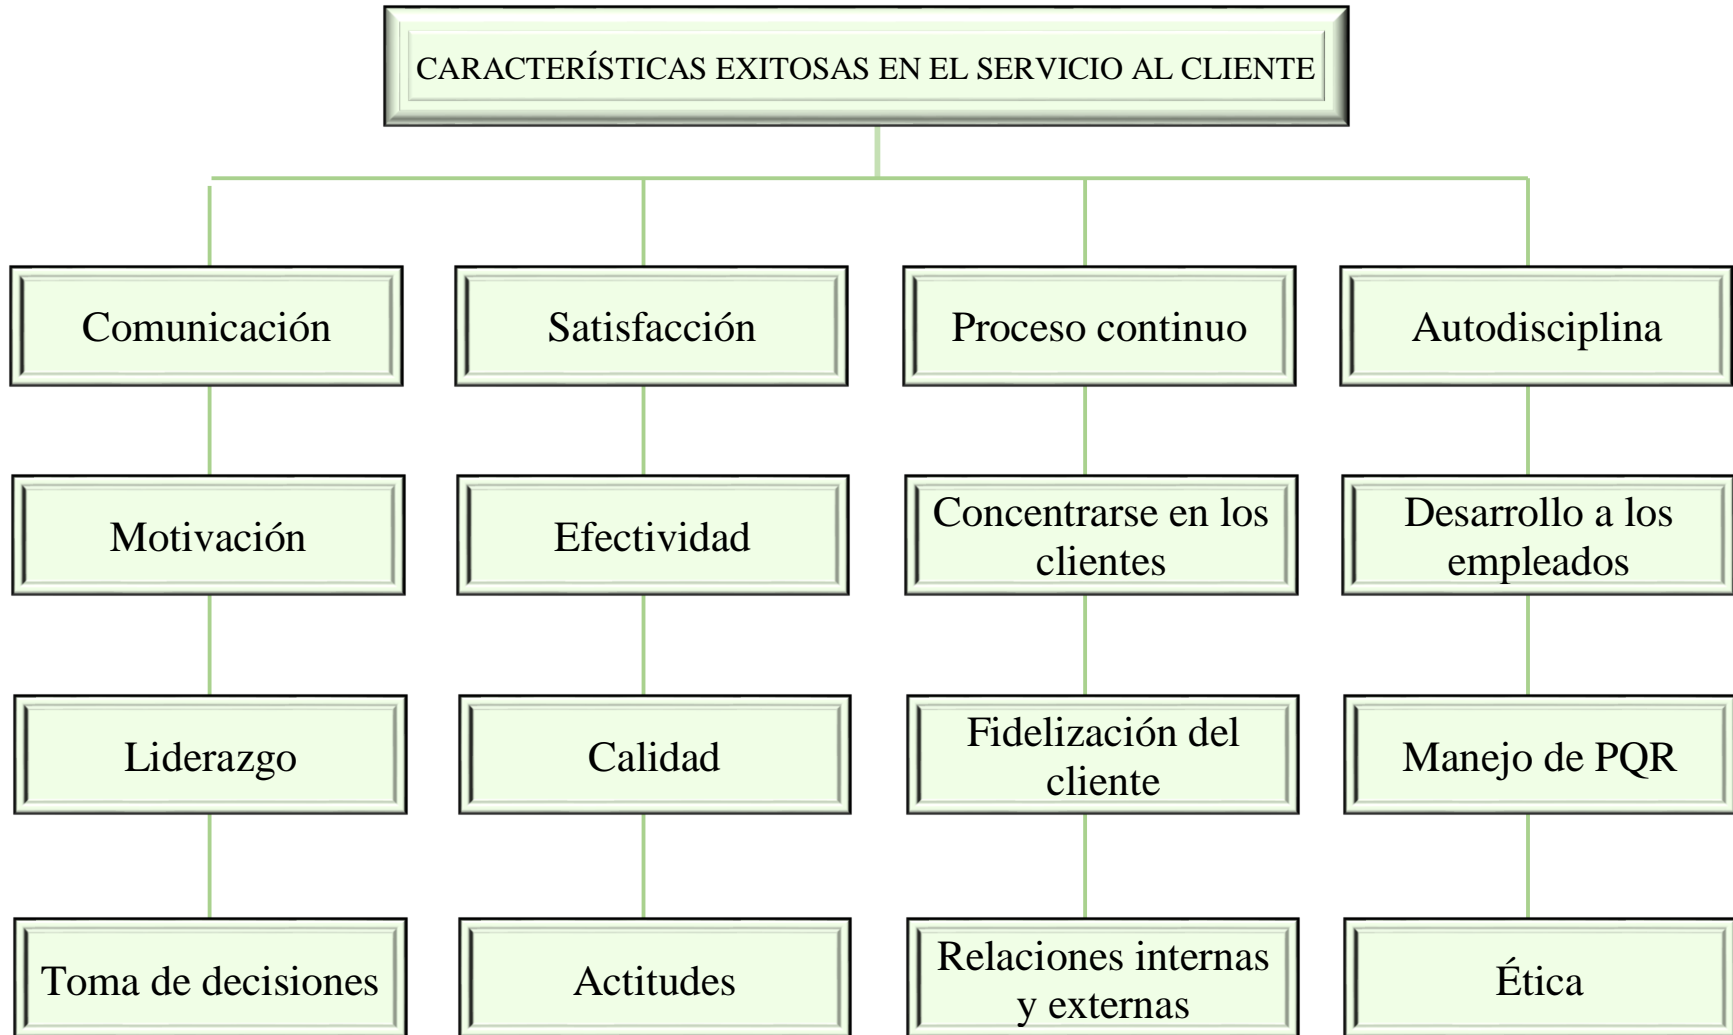 CARACTERÍSTICAS EXITOSAS EN EL SERVICIO AL CLIENTE
Comunicación
Satisfacción
Proceso continuo
Autodisciplina
Motivación
Efectividad
Concentrarse en los
clientes
Desarrollo a los
empleados
Liderazgo
Calidad
Fidelización del
cliente
Manejo de PQR
Toma de decisiones
Actitudes
Relaciones internas
y externas
Ética